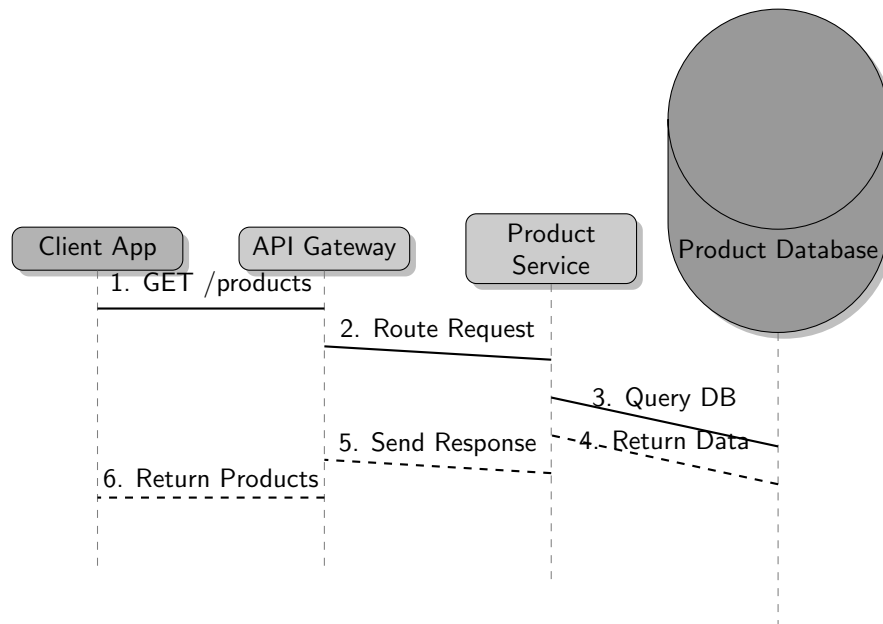 Client App
API Gateway
Product
Service
Product Database
1. GET /products
2. Route Request
3. Query DB
4. Return Data
5. Send Response
6. Return Products